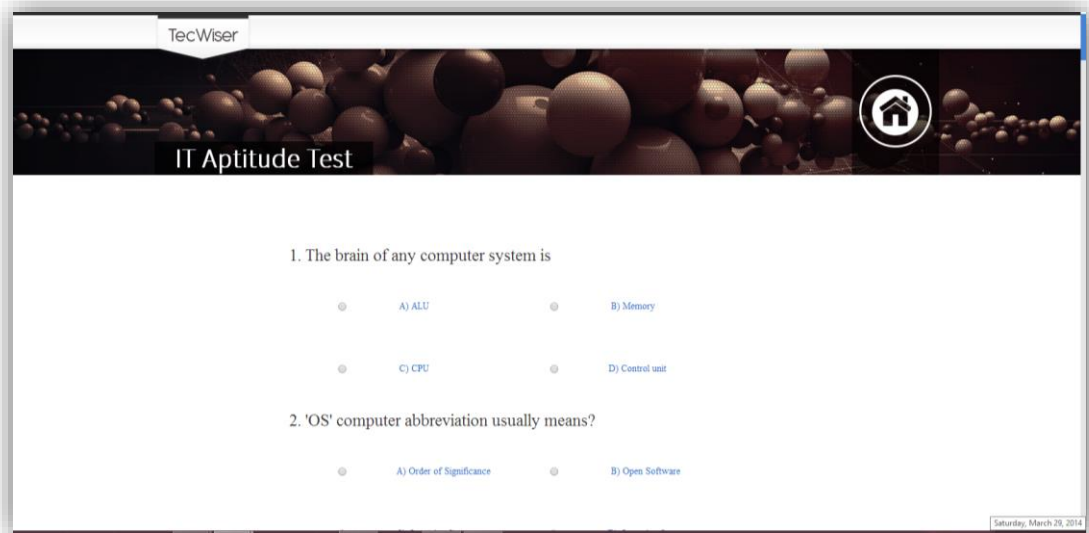 TecWiser
IT Aptitude Test
1. The brain of any computer system is
A) ALU
B) Memory
C) CPU
D) Control unit
2. 'OS' computer abbreviation usually means?
A) Order of Significance
B) Open Software
Saturday, March 29, 2014